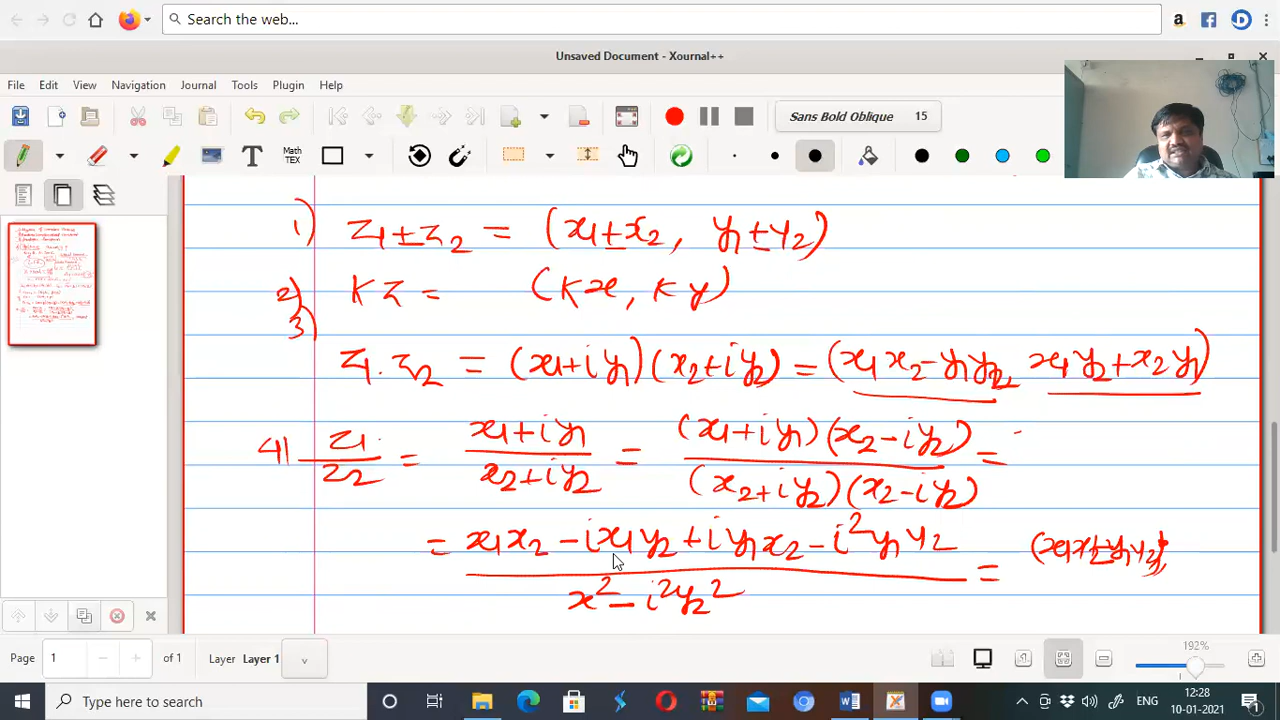 Search the web...
Unsaved Document - Xournal++
File Edit View Navigation Journal Tools Plugin Help
Sans Bold Oblique 15
T Math TEX
1) z1 ± z2 = (x1 ± x2, y1 ± y2)
2) kz = (kx, ky)
3)
z1.z2 = (x1+iy1)(x2+iy2) = (x1x2-y1y2, x1y2+x2y1)
4) z1/z2 = x1+iy1/x2+iy2 = (x1+iy1)(x2-iy2)/(x2+iy2)(x2-iy2) =
= x1x2 - ix1y2 + iy1x2 - i²y1y2/x² - i²y2² = (x1x2+y1y2)
192%
Page 1 of 1 Layer Layer 1
Type here to search
ENG
12:28
10-01-2021